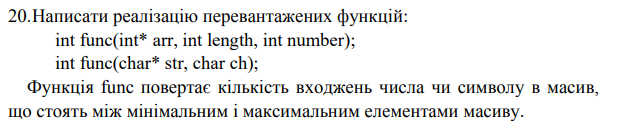 20.Написати реалізацію перевантажених функцій:
int func(int* arr, int length, int number);
int func(char* str, char ch);
Функція func повертає кількість входжень числа чи символу в масив,
що стоять між мінімальним і максимальним елементами масиву.